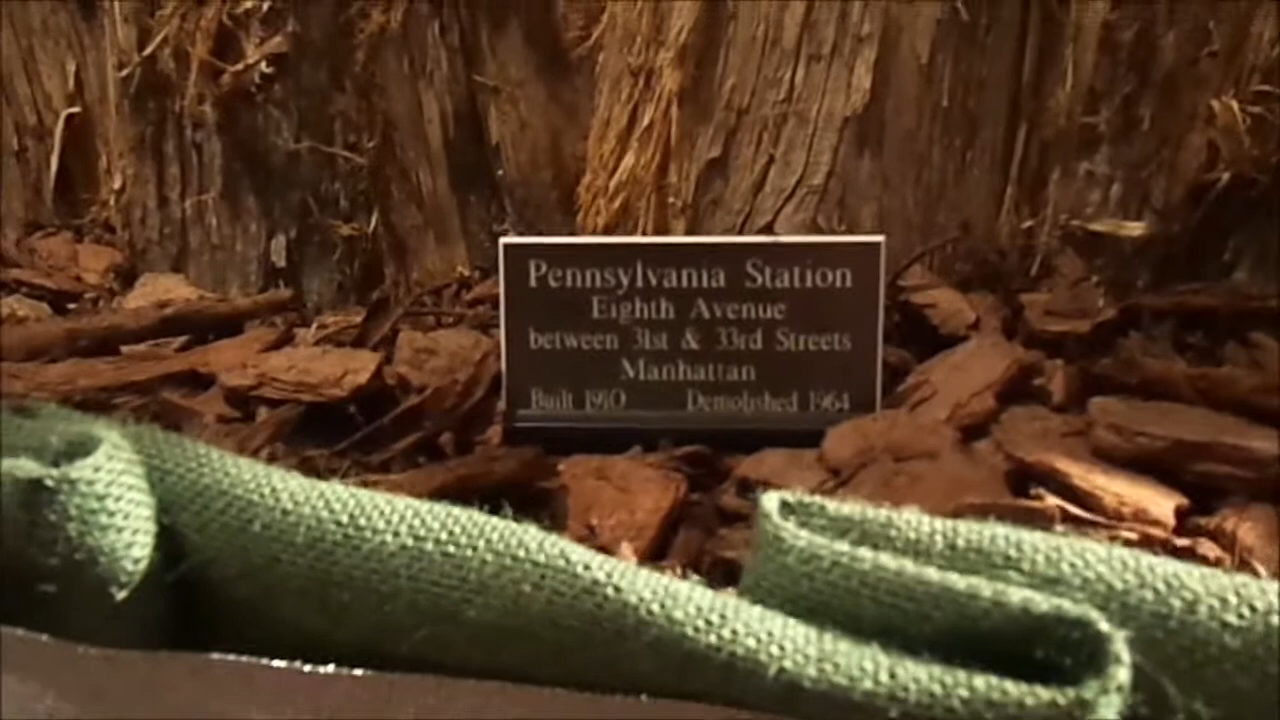 Pennsylvania Station
Eighth Avenue
between 31st & 33rd Streets
Manhattan
Built 1910 Demolished 1964